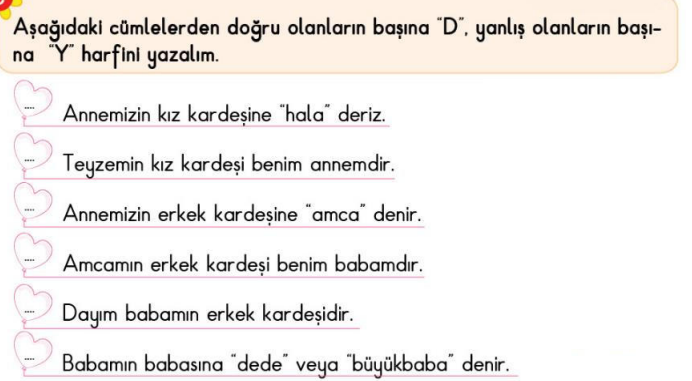 Aşağıdaki cümlelerden doğru olanların başına "D", yanlış olanların başı-
na "Y" harfini yazalım.
.... Annemizin kız kardeşine "hala" deriz.
.... Teyzemin kız kardeşi benim annemdir.
.... Annemizin erkek kardeşine "amca" denir.
.... Amcamın erkek kardeşi benim babamdır.
.... Dayım babamın erkek kardeşidir.
.... Babamın babasına "dede" veya "büyükbaba" denir.